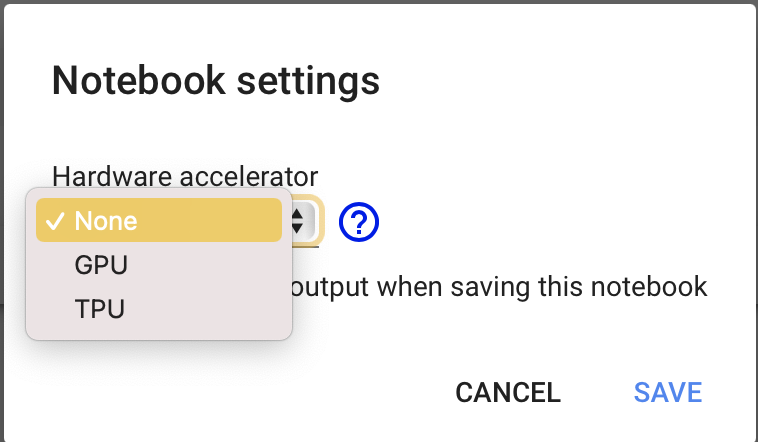 Notebook settings
Hardware accelerator
✓ None
?
GPU
output when saving this notebook
TPU
CANCEL
SAVE